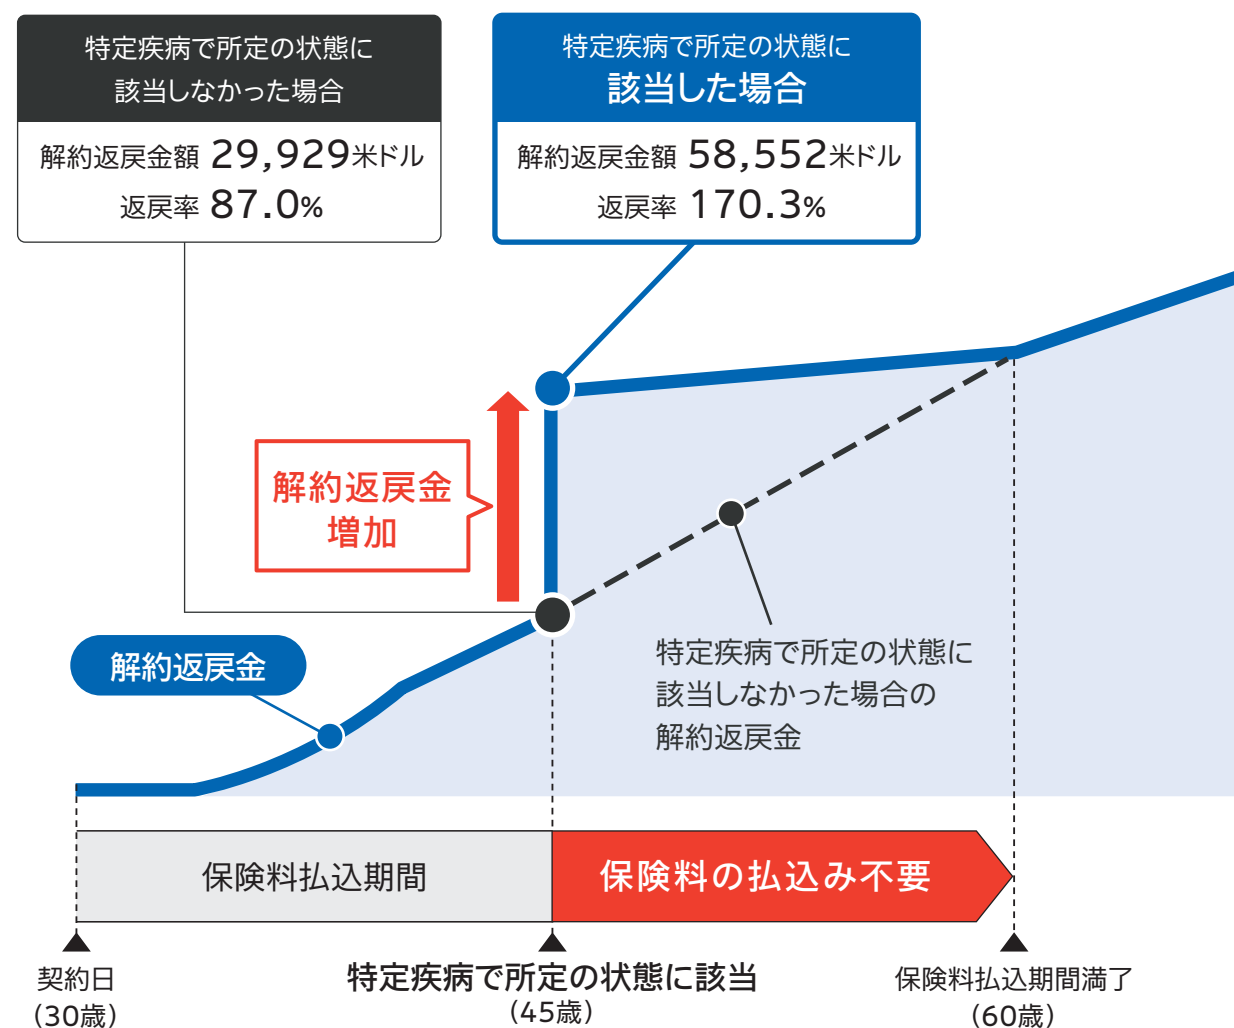 特定疾病で所定の状態に
該当しなかった場合
解約返戻金額 29,929米ドル
返戻率 87.0%
特定疾病で所定の状態に
該当した場合
解約返戻金額 58,552米ドル
返戻率 170.3%
解約返戻金
増加
解約返戻金
特定疾病で所定の状態に
該当しなかった場合の
解約返戻金
保険料払込期間
保険料の払込み不要
契約日
(30歳)
特定疾病で所定の状態に該当
(45歳)
保険料払込期間満了
(60歳)